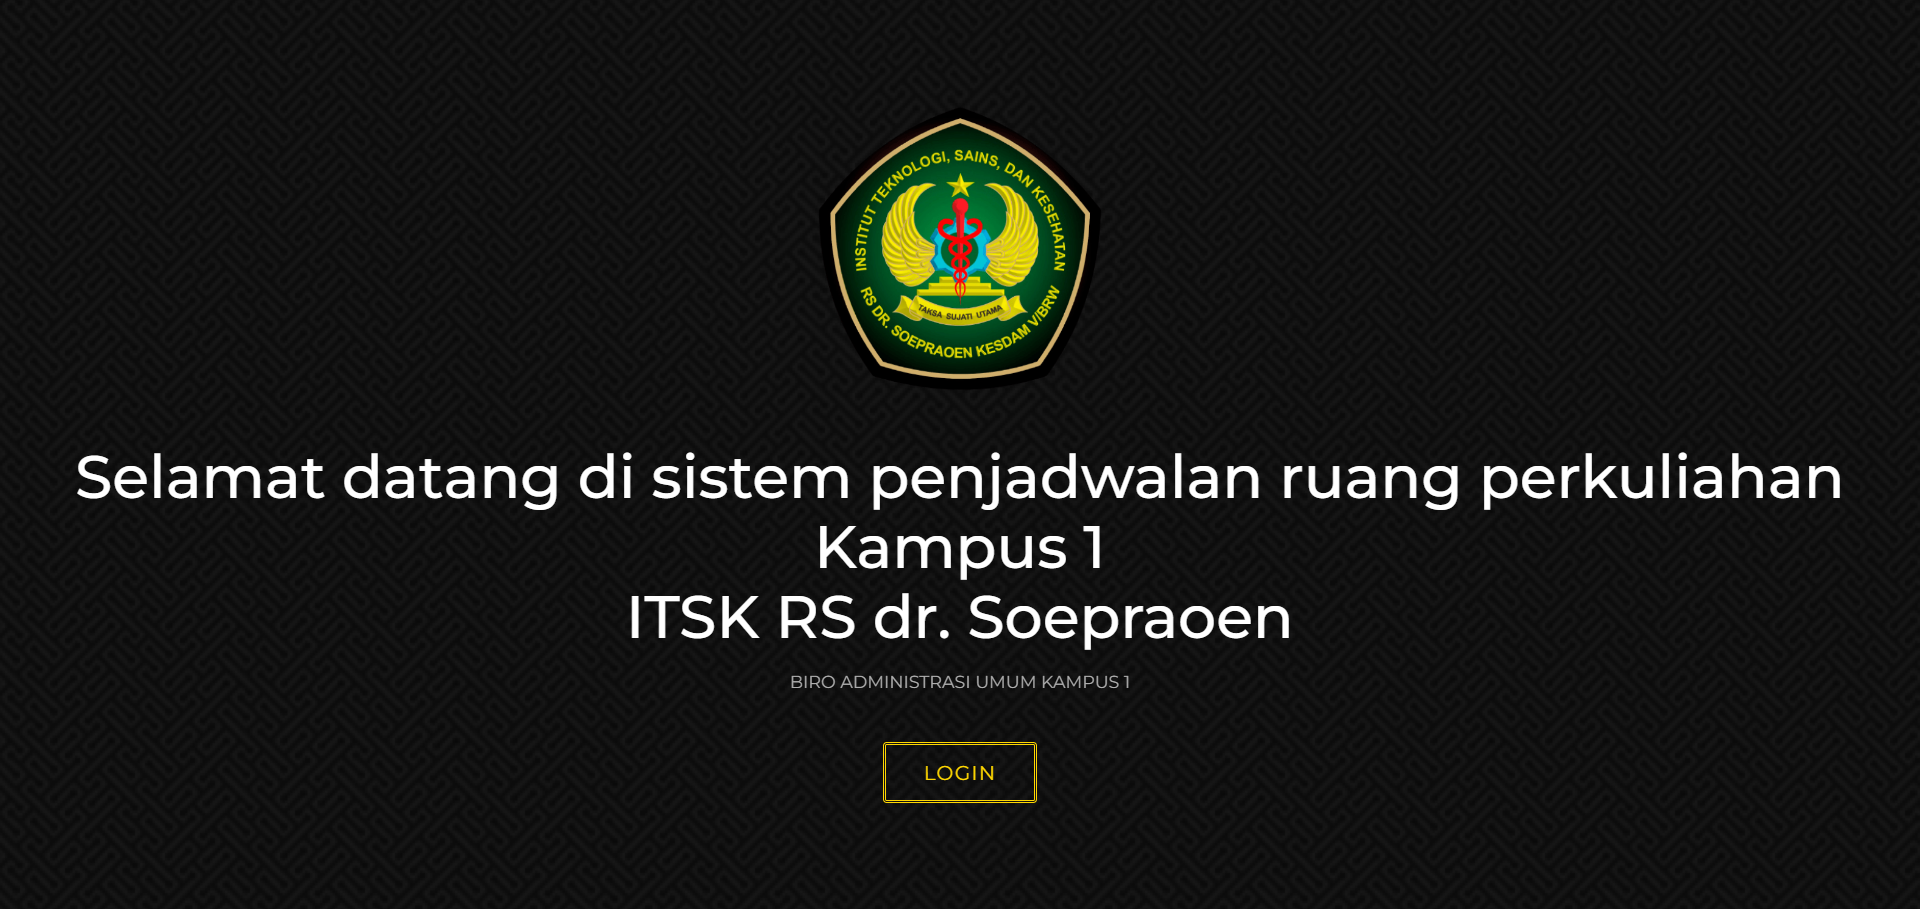 INSTITUT TEKNOLOGI, SAINS, DAN KESEHATAN
TAKSA SUJATI UTAMA
RS DR. SOEPRAOEN KESDAM V/BRW
Selamat datang di sistem penjadwalan ruang perkuliahan
Kampus 1
ITSK RS dr. Soepraoen
BIRO ADMINISTRASI UMUM KAMPUS 1
LOGIN